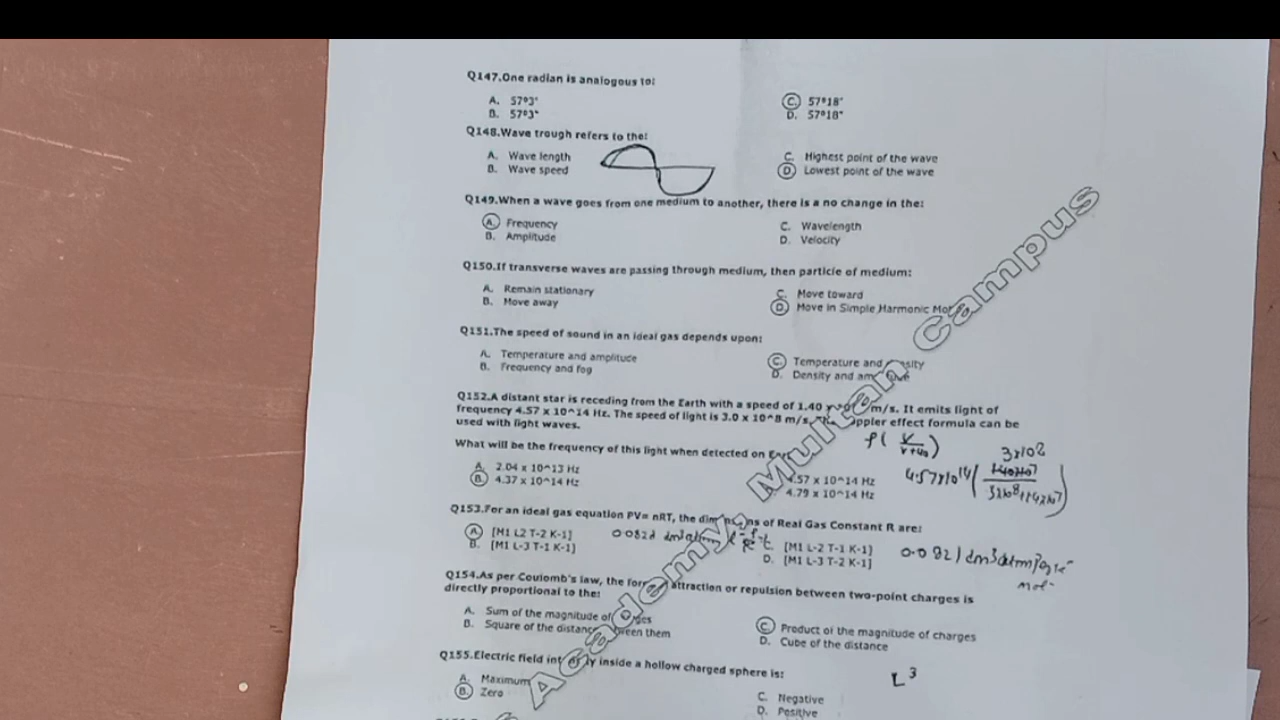 Q147.One radian is analogous to:
A. 57°3'
B. 57°3"
C. 57°18'
D. 57°18"
Q148.Wave trough refers to the:
A. Wave length
B. Wave speed
C. Highest point of the wave
D. Lowest point of the wave
Q149.When a wave goes from one medium to another, there is a no change in the:
A. Frequency
B. Amplitude
C. Wavelength
D. Velocity
Q150.If transverse waves are passing through medium, then particle of medium:
A. Remain stationary
B. Move away
C. Move toward
D. Move in Simple Harmonic
Q151.The speed of sound in an ideal gas depends upon:
A. Temperature and amplitude
B. Frequency and fog
C. Temperature and
D. Density and
Q152.A distant star is receding from the Earth with a speed of 1.40 m/s. It emits light of
frequency 4.57 x 10^14 Hz. The speed of light is 3.0 x 10^8 m/s. effect formula can be
used with light waves.
What will be the frequency of this light when detected on
A. 2.04 x 10^13 Hz
B. 4.37 x 10^14 Hz
4.57 x 10^14 Hz
4.79 x 10^14 Hz
3x108
4.57x10^14
Q153.For an ideal gas equation PV= nRT, the of Real Gas Constant R are:
A. [M1 L2 T-2 K-1]
B. [M1 L-3 T-1 K-1]
C. [M1 L-2 T-1 K-1]
D. [M1 L-3 T-2 K-1]
Q154.As per Coulomb's law, the attraction or repulsion between two-point charges is
directly proportional to the:
A. Sum of the magnitude of
B. Square of the them
C. Product of the magnitude of charges
D. Cube of the distance
Q155.Electric field inside a hollow charged sphere is:
A. Maximum
B. Zero
C. Negative
D. Positive
L3
Academy, Multan Campus